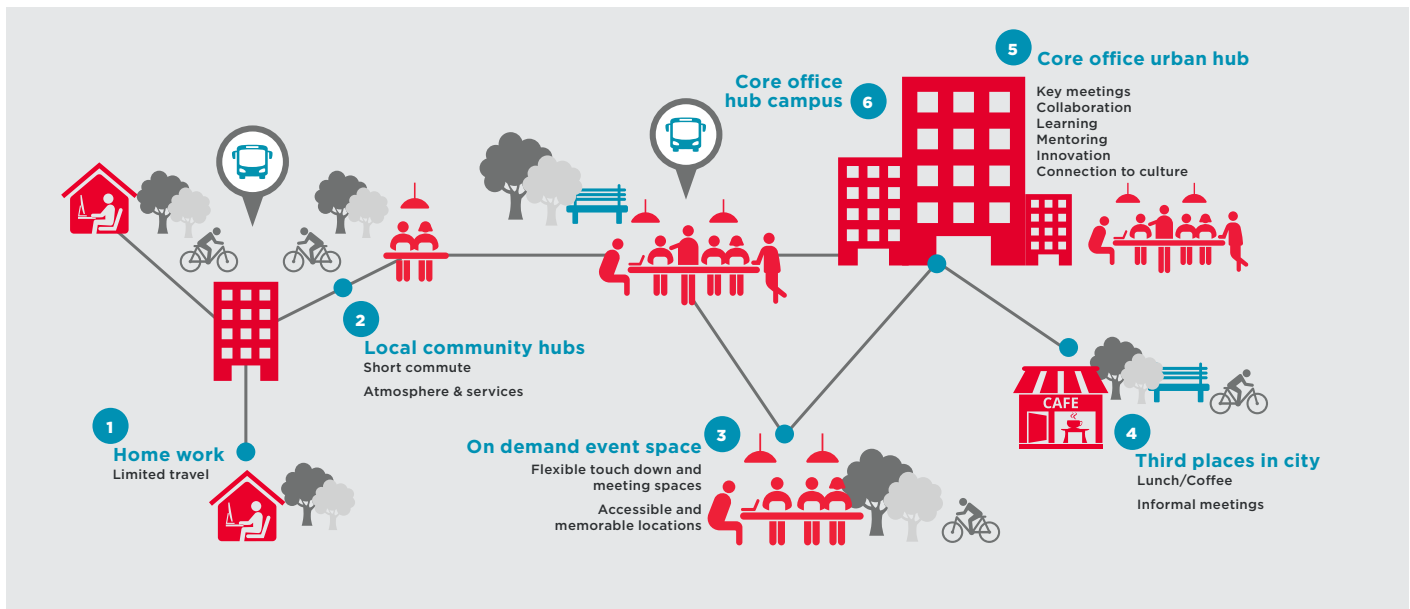 1
Home work
Limited travel
2
Local community hubs
Short commute
Atmosphere & services
3
On demand event space
Flexible touch down and
meeting spaces
Accessible and
memorable locations
CAFE
4
Third places in city
Lunch/Coffee
Informal meetings
5
Core office urban hub
Key meetings
Collaboration
Learning
Mentoring
Innovation
Connection to culture
Core office
hub campus
6